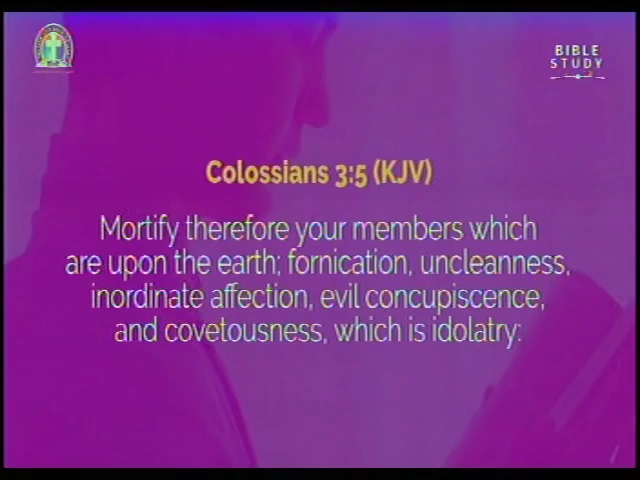 BIBLE
STUDY
Colossians 3:5 (KJV)
Mortify therefore your members which
are upon the earth; fornication, uncleanness,
inordinate affection, evil concupiscence,
and covetousness, which is idolatry: